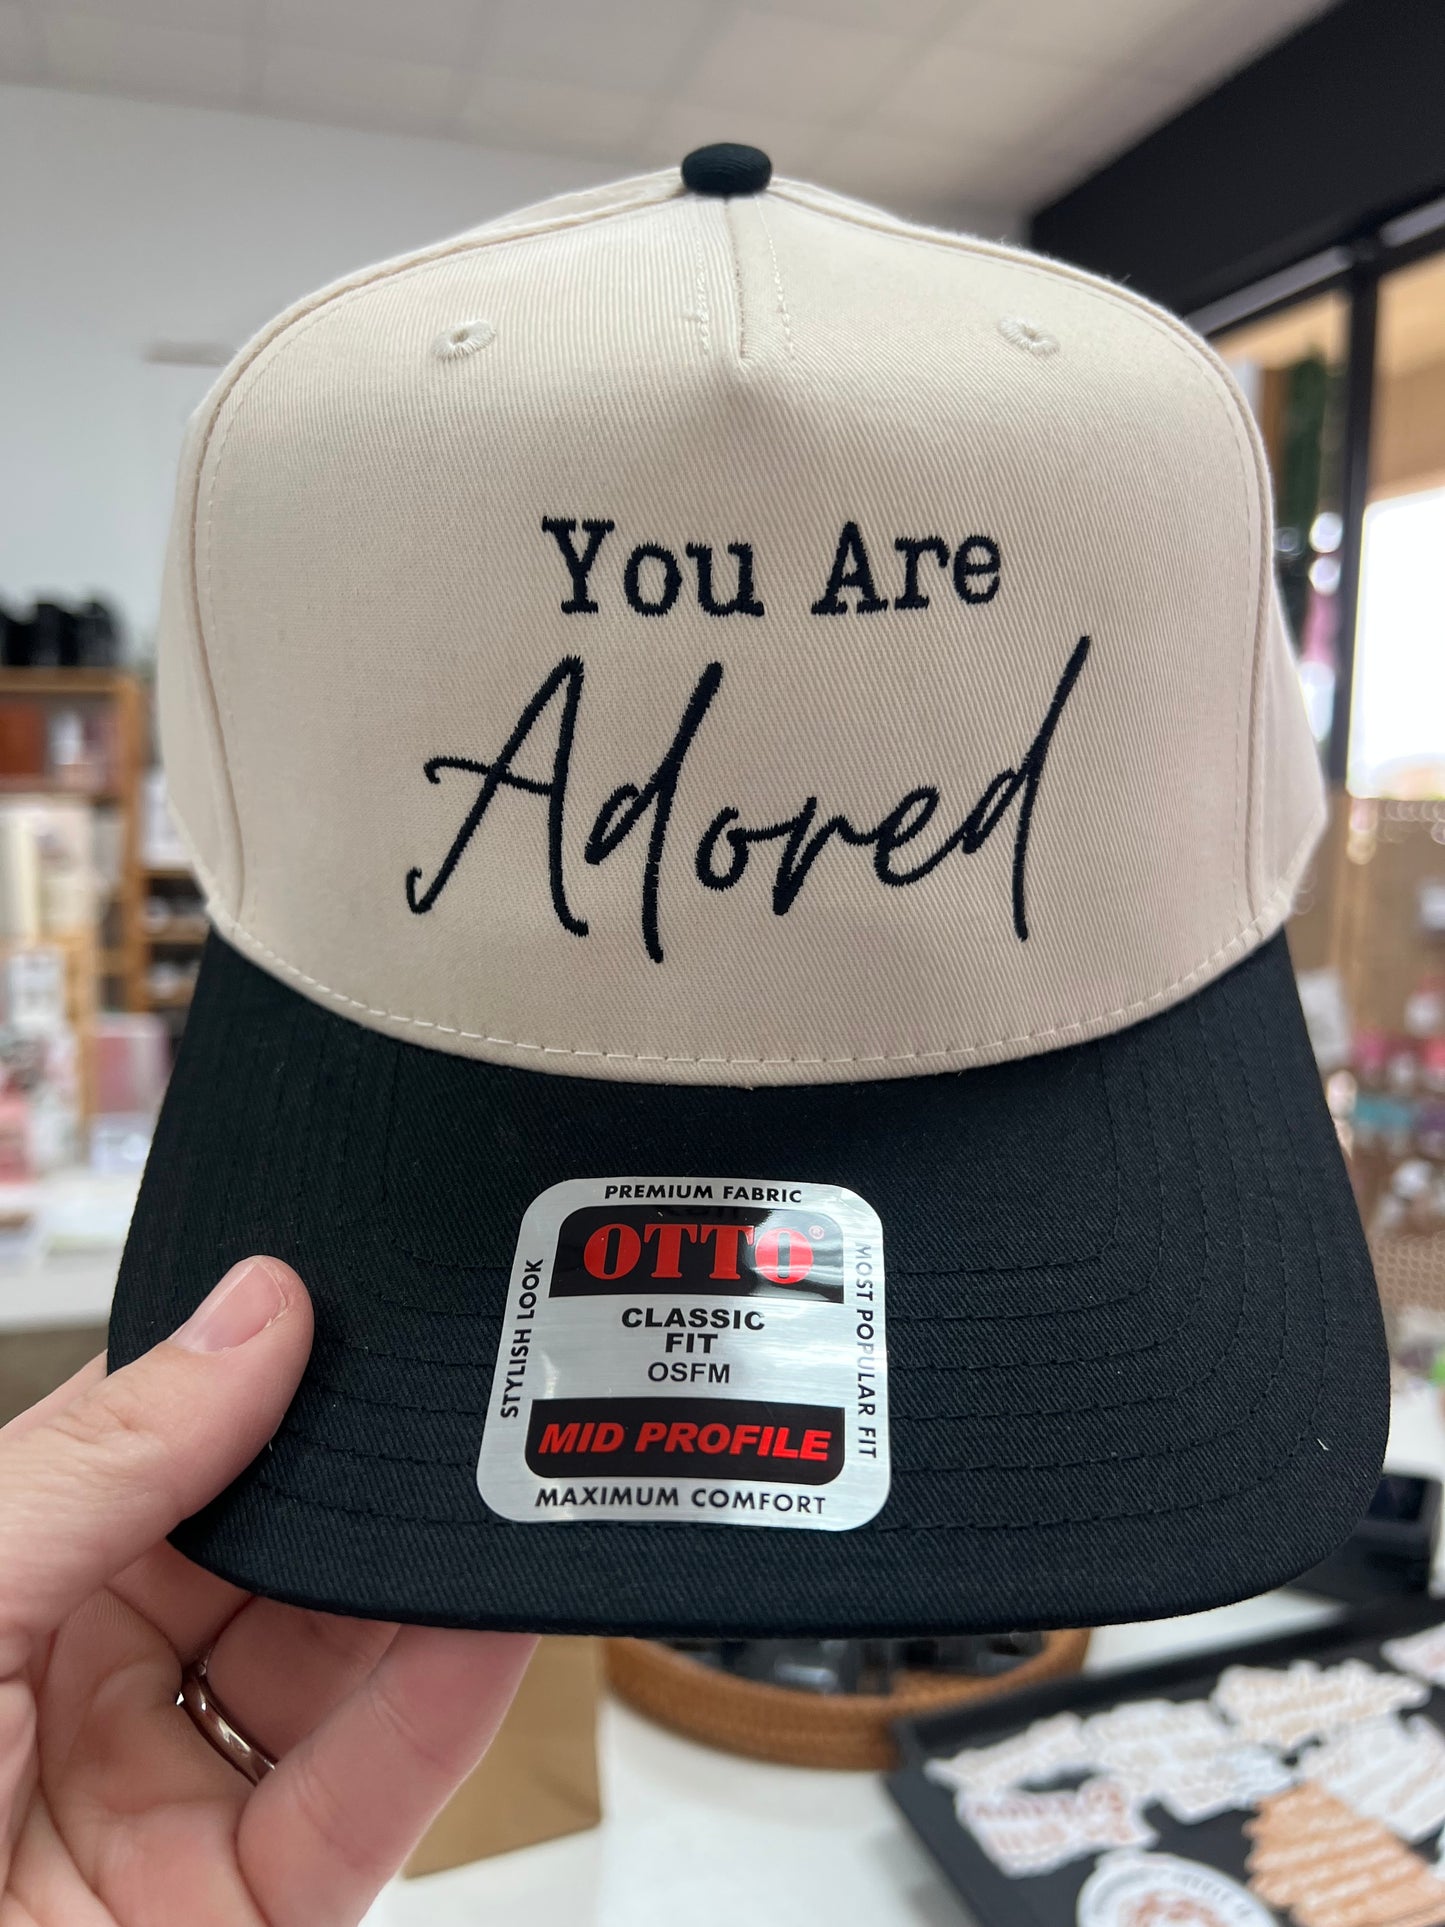 You Are
Adored
PREMIUM FABRIC
OTTO®
STYLISH LOOK
CLASSIC
FIT
OSFM
MOST POPULAR FIT
MID PROFILE
MAXIMUM COMFORT